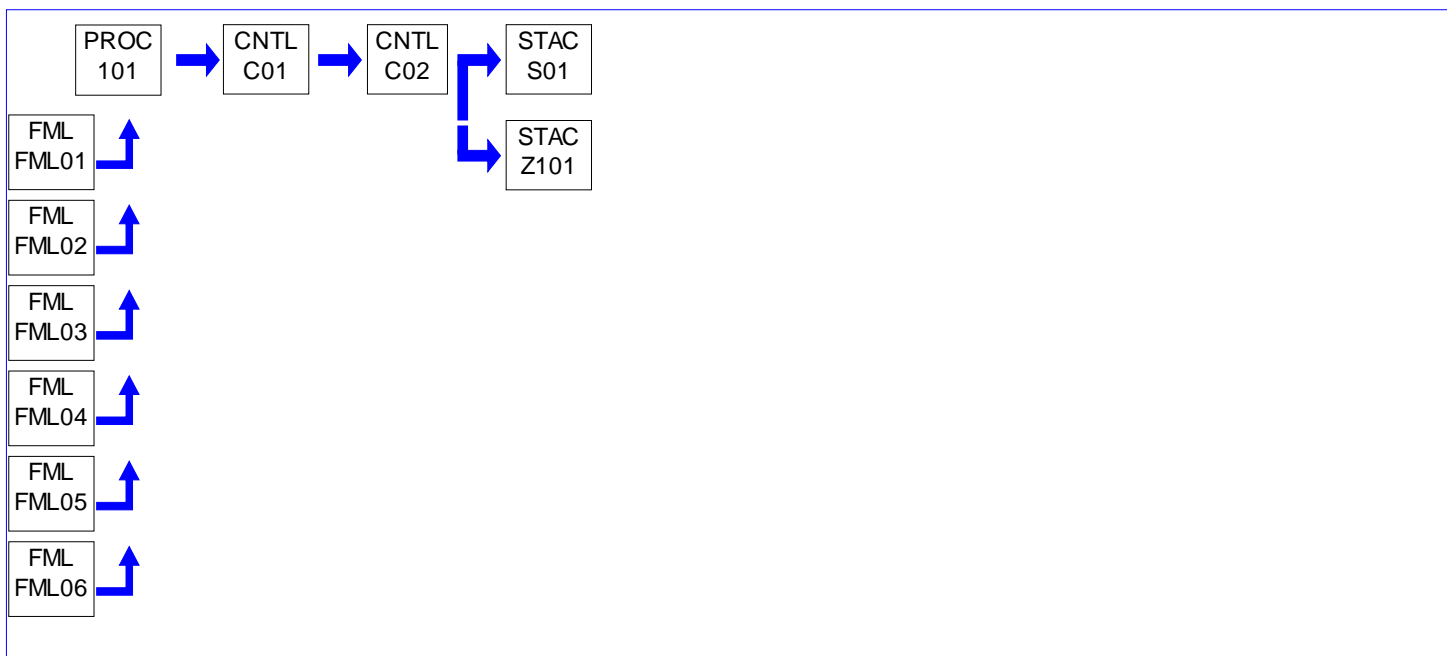 PROC
101
CNTL
C01
CNTL
C02
STAC
S01
STAC
Z101
FML
FML01
FML
FML02
FML
FML03
FML
FML04
FML
FML05
FML
FML06